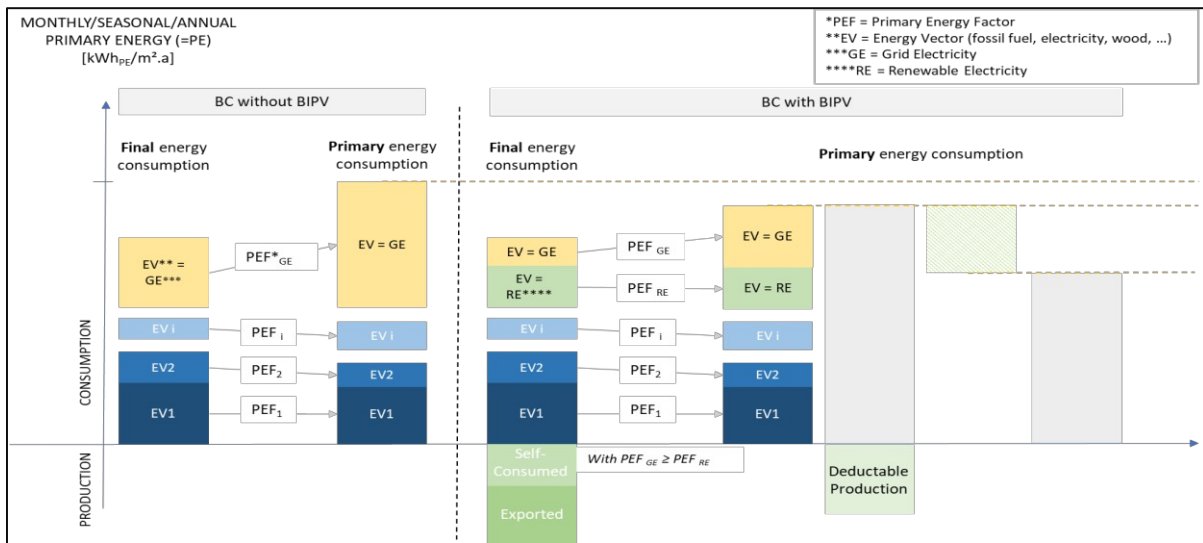 MONTHLY/SEASONAL/ANNUAL
PRIMARY ENERGY (=PE)
[kWhPE/m².a]
*PEF = Primary Energy Factor
**EV = Energy Vector (fossil fuel, electricity, wood, ...)
***GE = Grid Electricity
****RE = Renewable Electricity
BC without BIPV
BC with BIPV
Final energy
consumption
Primary energy
consumption
Final energy
consumption
Primary energy consumption
EV** =
GE***
PEF*GE
EV = GE
EV = GE
PEF GE
EV = GE
EV =
RE****
PEF RE
EV = RE
EV i
PEF i
EV i
EV i
PEF i
EV i
EV2
PEF2
EV2
EV2
PEF2
EV2
EV1
PEF1
EV1
EV1
PEF1
EV1
CONSUMPTION
PRODUCTION
Self-
Consumed
With PEF GE ≥ PEF RE
Exported
Deductable
Production